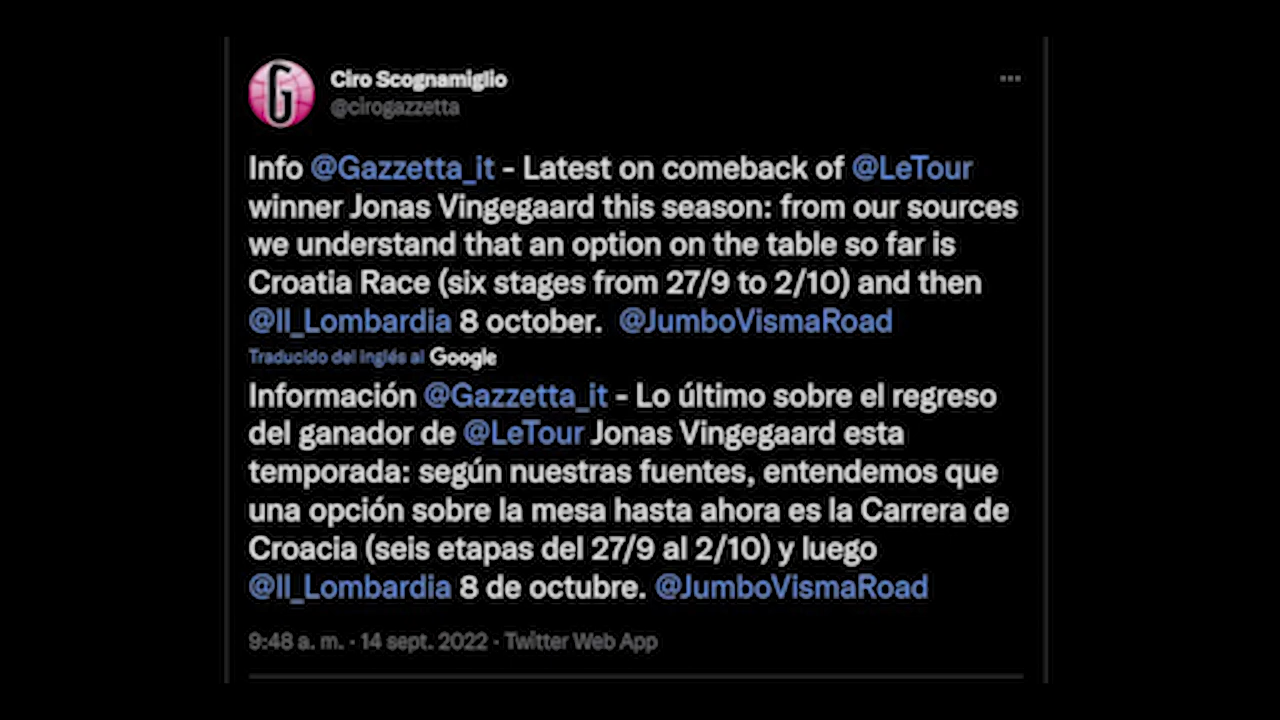 G
Ciro Scognamiglio
@cirogazzetta
Info @Gazzetta_it - Latest on comeback of @LeTour
winner Jonas Vingegaard this season: from our sources
we understand that an option on the table so far is
Croatia Race (six stages from 27/9 to 2/10) and then
@Il_Lombardia 8 october. @JumboVismaRoad
Traducido del inglés al Google
Información @Gazzetta_it - Lo último sobre el regreso
del ganador de @LeTour Jonas Vingegaard esta
temporada: según nuestras fuentes, entendemos que
una opción sobre la mesa hasta ahora es la Carrera de
Croacia (seis etapas del 27/9 al 2/10) y luego
@Il_Lombardia 8 de octubre. @JumboVismaRoad
9:48 a. m. · 14 sept. 2022 · Twitter Web App